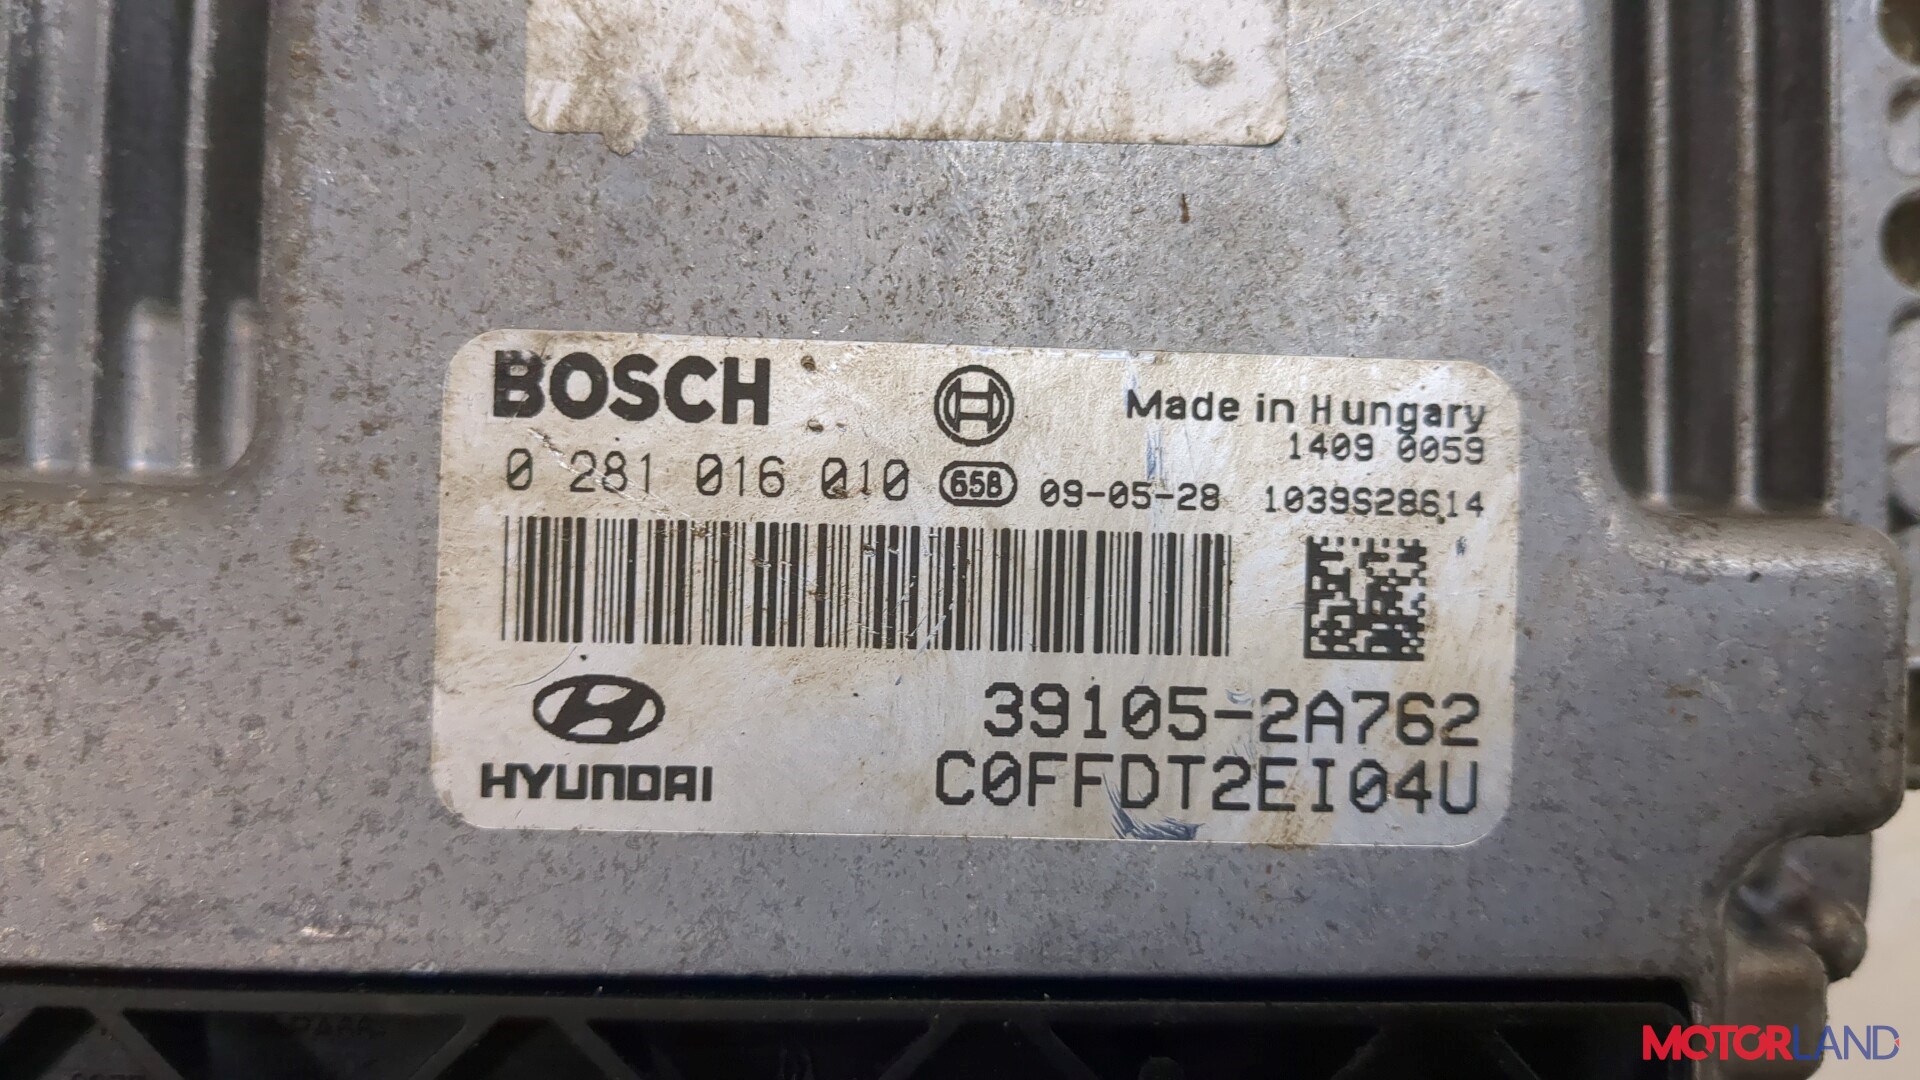 BOSCH
Made in Hungary
1409 0059
0 281 016 010 658 09-05-28 1039S28614
39105-2A762
HYUNDAI
C0FFDT2EI04U
MOTORLAND